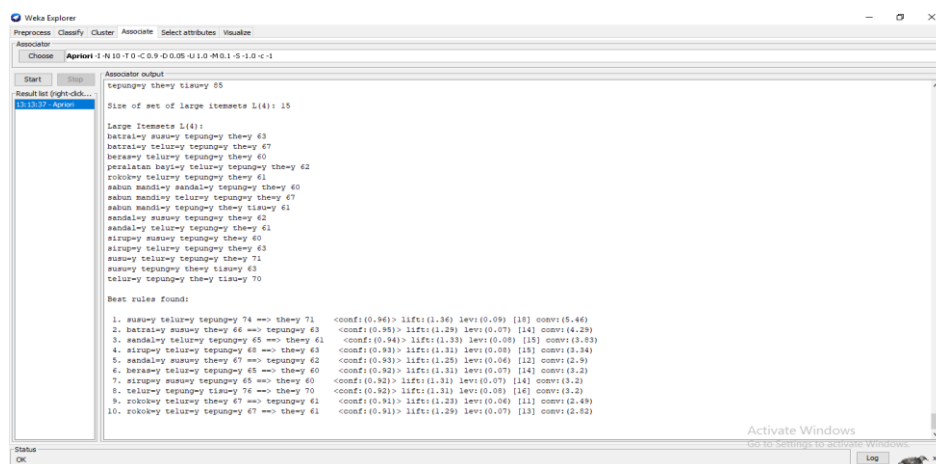 Weka Explorer
Preprocess Classify Cluster Associate Select attributes Visualize
Associator
Choose Apriori -I -N 10 -T 0 -C 0.9 -D 0.05 -U 1.0 -M 0.1 -S -1.0 -c -1
Start Stop
Result list (right-click...
13:13:37 - Apriori
Associator output
tepung=y the=y tisu=y 65
Size of set of large itemsets L(4): 15
Large Itemsets L(4):
batrai=y susu=y tepung=y the=y 63
batrai=y telur=y tepung=y the=y 67
beras=y telur=y tepung=y the=y 60
peralatan bayi=y telur=y tepung=y the=y 62
rokok=y telur=y tepung=y the=y 61
sabun mandi=y sandal=y tepung=y the=y 60
sabun mandi=y telur=y tepung=y the=y 67
sabun mandi=y tepung=y the=y tisu=y 61
sandal=y susu=y tepung=y the=y 62
sandal=y telur=y tepung=y the=y 61
sirup=y susu=y tepung=y the=y 60
sirup=y telur=y tepung=y the=y 63
susu=y telur=y tepung=y the=y 71
susu=y tepung=y the=y tisu=y 63
telur=y tepung=y the=y tisu=y 70
Best rules found:
1. susu=y telur=y tepung=y 74 ==> the=y 71 <conf:(0.96)> lift:(1.36) lev:(0.09) [18] conv:(5.46)
2. batrai=y susu=y the=y 66 ==> tepung=y 63 <conf:(0.95)> lift:(1.29) lev:(0.07) [14] conv:(4.29)
3. sandal=y telur=y tepung=y 65 ==> the=y 61 <conf:(0.94)> lift:(1.33) lev:(0.08) [15] conv:(3.83)
4. sirup=y telur=y tepung=y 68 ==> the=y 63 <conf:(0.93)> lift:(1.31) lev:(0.08) [15] conv:(3.34)
5. sandal=y susu=y the=y 67 ==> tepung=y 62 <conf:(0.93)> lift:(1.25) lev:(0.06) [12] conv:(2.9)
6. beras=y telur=y tepung=y 65 ==> the=y 60 <conf:(0.92)> lift:(1.31) lev:(0.07) [14] conv:(3.2)
7. sirup=y susu=y tepung=y 65 ==> the=y 60 <conf:(0.92)> lift:(1.31) lev:(0.07) [14] conv:(3.2)
8. telur=y tepung=y tisu=y 76 ==> the=y 70 <conf:(0.92)> lift:(1.31) lev:(0.08) [16] conv:(3.2)
9. rokok=y telur=y the=y 67 ==> tepung=y 61 <conf:(0.91)> lift:(1.23) lev:(0.06) [11] conv:(2.49)
10. rokok=y telur=y tepung=y 67 ==> the=y 61 <conf:(0.91)> lift:(1.29) lev:(0.07) [13] conv:(2.82)
Activate Windows
Go to Settings to activate Windows.
Status
OK
Log